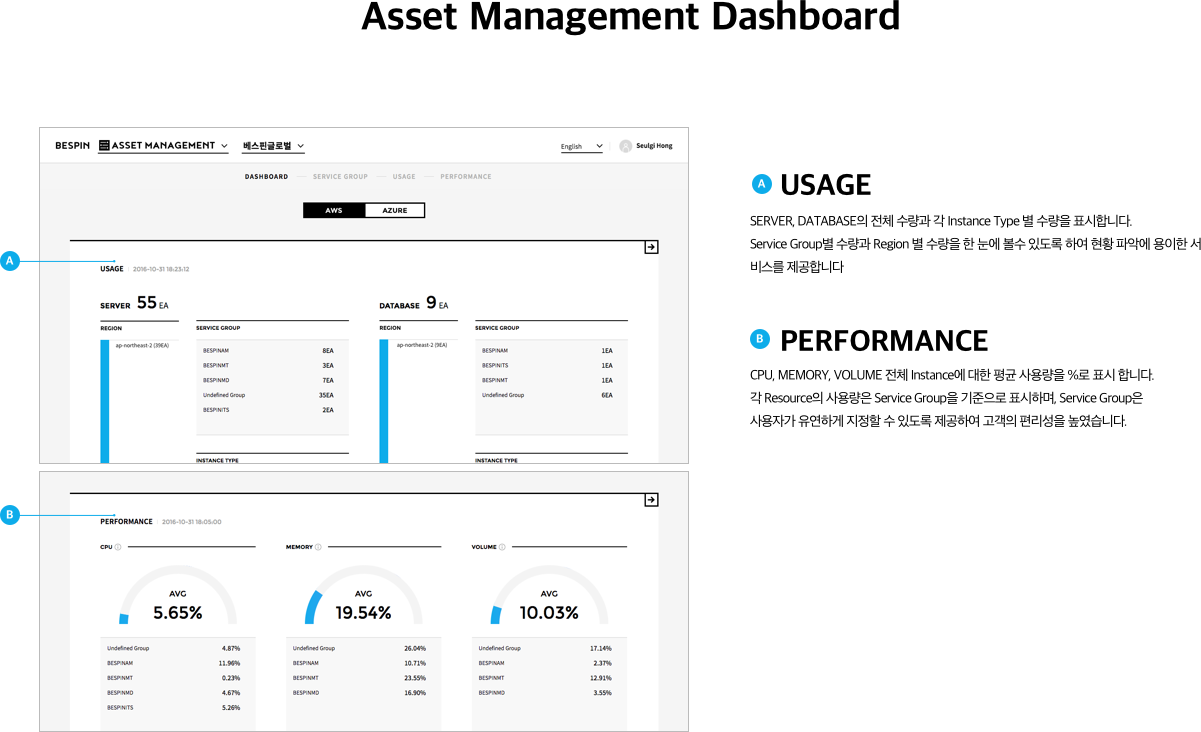 Asset Management Dashboard
BESPIN ASSET MANAGEMENT 베스핀글로벌 English Seulgi Hong
DASHBOARD SERVICE GROUP USAGE PERFORMANCE
AWS AZURE
A
USAGE 2016-10-31 18:23:12
SERVER 55 EA
REGION SERVICE GROUP
ap-northeast-2 (39EA)
BESPINAM 8EA
BESPINMT 3EA
BESPINMD 7EA
Undefined Group 35EA
BESPINITS 2EA
INSTANCE TYPE
DATABASE 9 EA
REGION SERVICE GROUP
ap-northeast-2 (9EA)
BESPINAM 1EA
BESPINITS 1EA
BESPINMT 1EA
Undefined Group 6EA
INSTANCE TYPE
B
PERFORMANCE 2016-10-31 18:05:00
CPU
AVG
5.65%
Undefined Group 4.87%
BESPINAM 11.96%
BESPINMT 0.23%
BESPINMD 4.67%
BESPINITS 5.26%
MEMORY
AVG
19.54%
Undefined Group 26.04%
BESPINAM 10.71%
BESPINMT 23.55%
BESPINMD 16.90%
VOLUME
AVG
10.03%
Undefined Group 17.14%
BESPINAM 2.37%
BESPINMT 12.91%
BESPINMD 3.55%
A USAGE
SERVER, DATABASE의 전체 수량과 각 Instance Type 별 수량을 표시합니다.
Service Group별 수량과 Region 별 수량을 한 눈에 볼수 있도록 하여 현황 파악에 용이한 서
비스를 제공합니다
B PERFORMANCE
CPU, MEMORY, VOLUME 전체 Instance에 대한 평균 사용량을 %로 표시 합니다.
각 Resource의 사용량은 Service Group을 기준으로 표시하며, Service Group은
사용자가 유연하게 지정할 수 있도록 제공하여 고객의 편리성을 높였습니다.